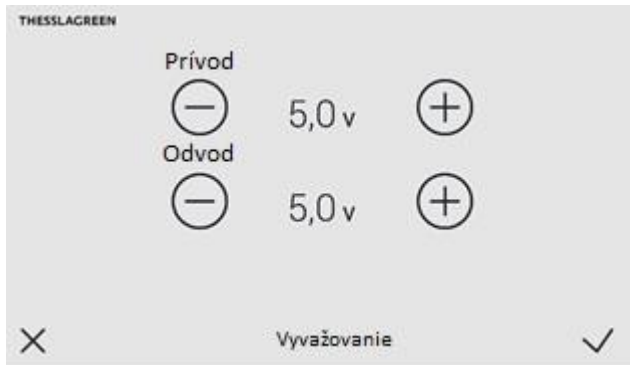 THESSLAGREEN
Prívod
5,0 v
Odvod
5,0 v
Vyvažovanie